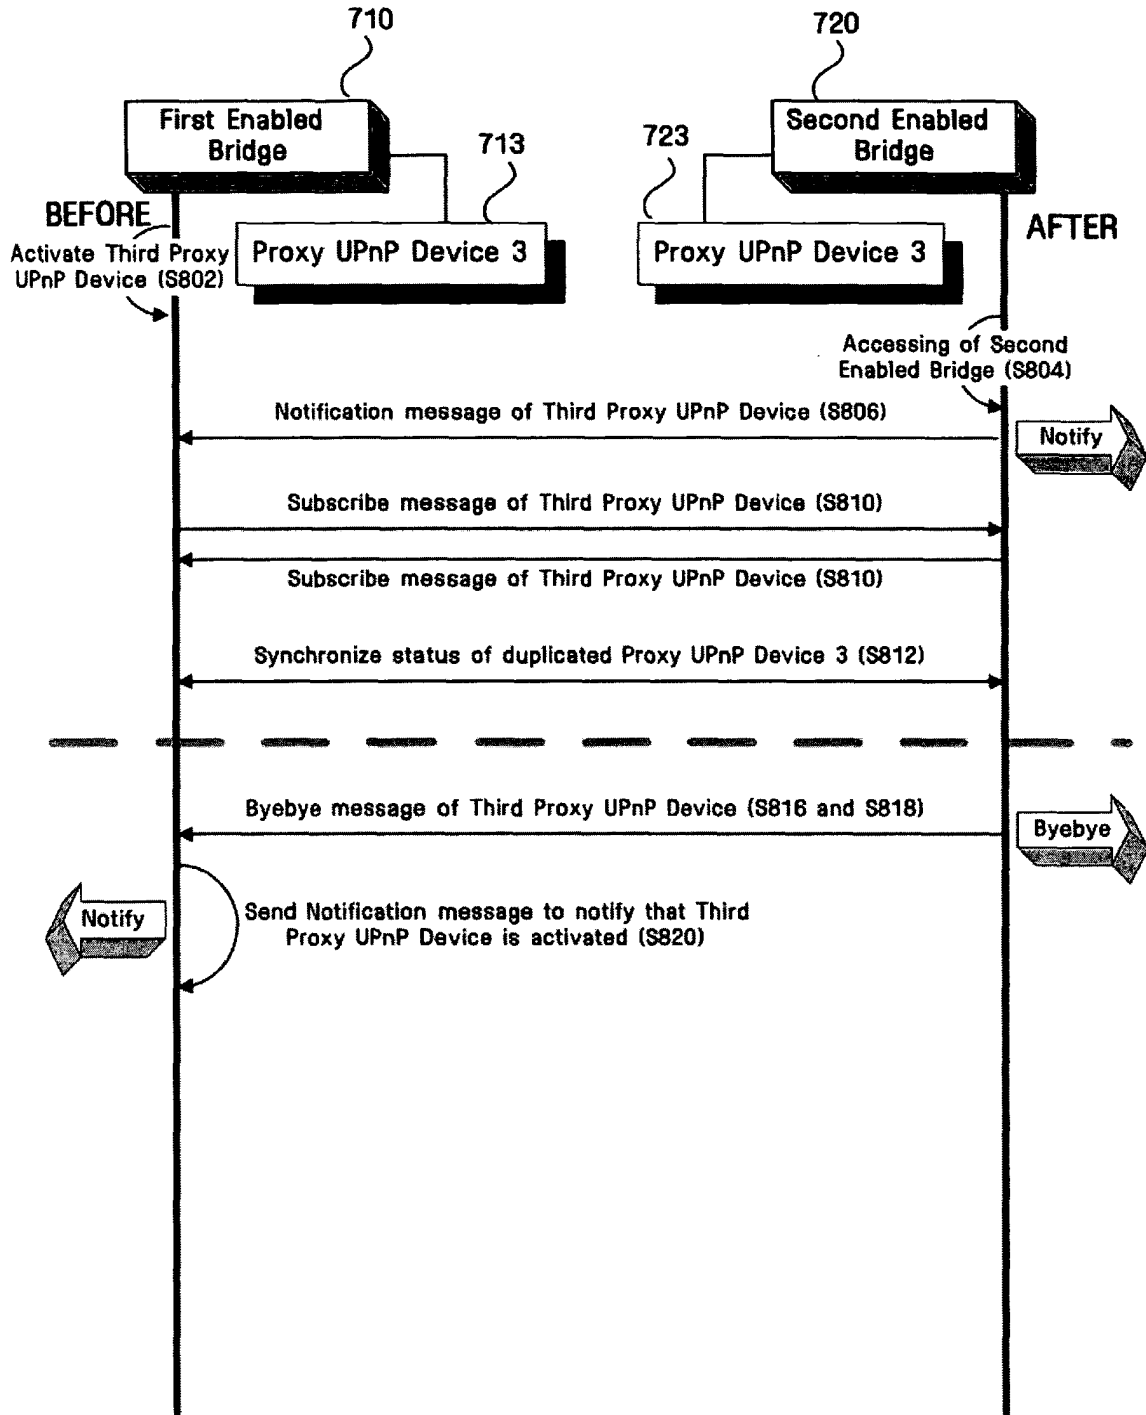 710
720
First Enabled
Bridge
Second Enabled
Bridge
713
723
BEFORE
Activate Third Proxy
UPnP Device (S802)
Proxy UPnP Device 3
Proxy UPnP Device 3
AFTER
Accessing of Second
Enabled Bridge (S804)
Notification message of Third Proxy UPnP Device (S806)
Notify
Subscribe message of Third Proxy UPnP Device (S810)
Subscribe message of Third Proxy UPnP Device (S810)
Synchronize status of duplicated Proxy UPnP Device 3 (S812)
Byebye message of Third Proxy UPnP Device (S816 and S818)
Byebye
Notify
Send Notification message to notify that Third
Proxy UPnP Device is activated (S820)